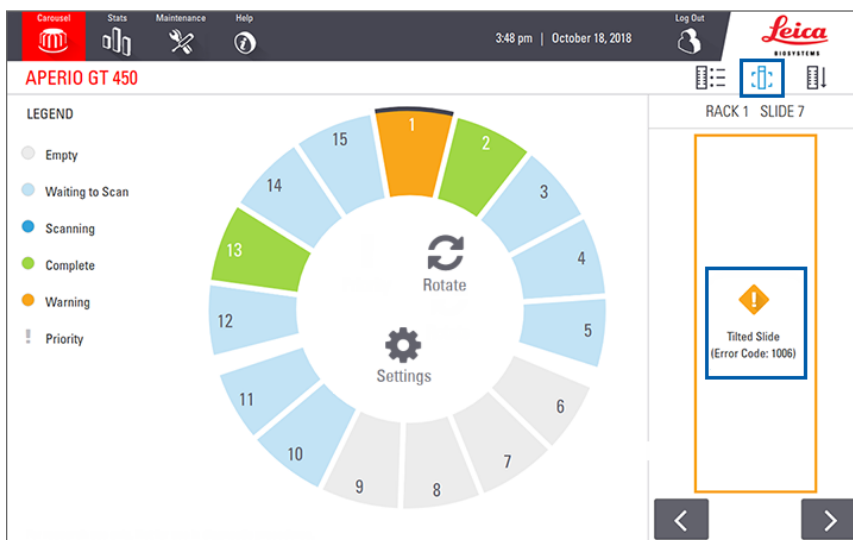 Carousel
Stats
Maintenance
Help
3:48 pm | October 18, 2018
Log Out
Leica
BIOSYSTEMS
APERIO GT 450
RACK 1 SLIDE 7
LEGEND
Empty
Waiting to Scan
Scanning
Complete
Warning
! Priority
1
2
3
4
5
6
7
8
9
10
11
12
13
14
15
Rotate
Settings
!
Tilted Slide
(Error Code: 1006)